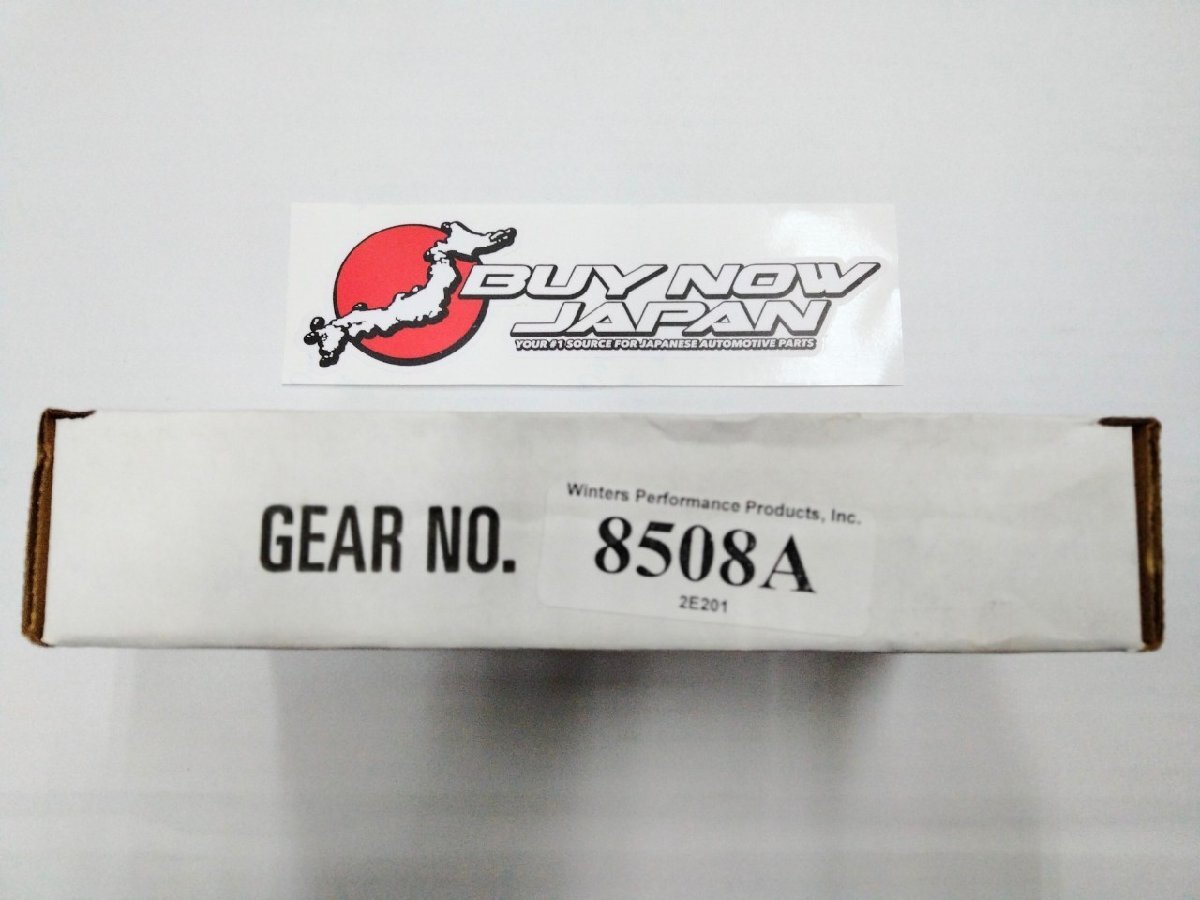 BUY NOW
JAPAN
YOUR #1 SOURCE FOR JAPANESE AUTOMOTIVE PARTS
Winters Performance Products, Inc.
GEAR NO. 8508A
2E201